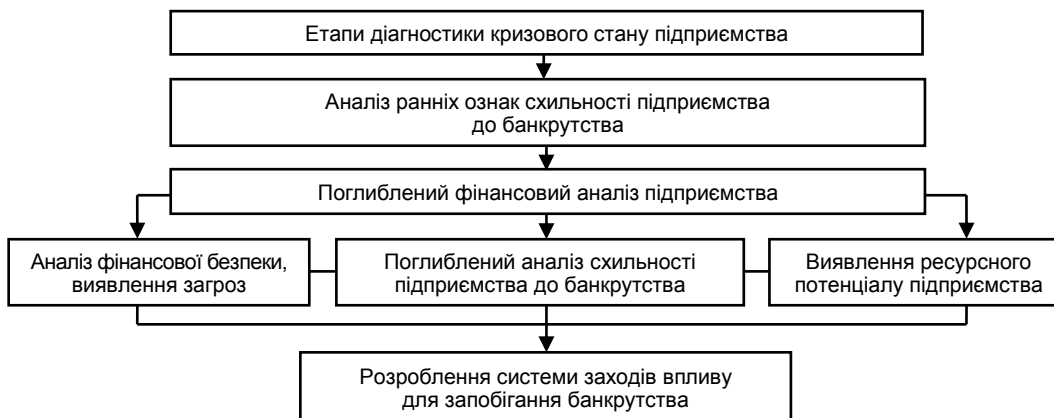 Етапи діагностики кризового стану підприємства
Аналіз ранніх ознак схильності підприємства
до банкрутства
Поглиблений фінансовий аналіз підприємства
Аналіз фінансової безпеки,
виявлення загроз
Поглиблений аналіз схильності
підприємства до банкрутства
Виявлення ресурсного
потенціалу підприємства
Розроблення системи заходів впливу
для запобігання банкрутства